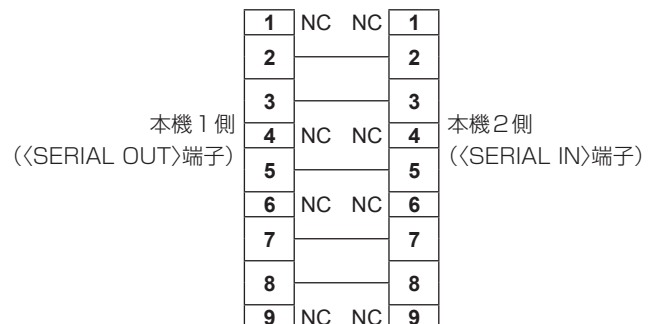 1 NC NC 1
2 2
3 3
本機1側
(〈SERIAL OUT〉端子)
4 NC NC 4
本機2側
(〈SERIAL IN〉端子)
5 5
6 NC NC 6
7 7
8 8
9 NC NC 9